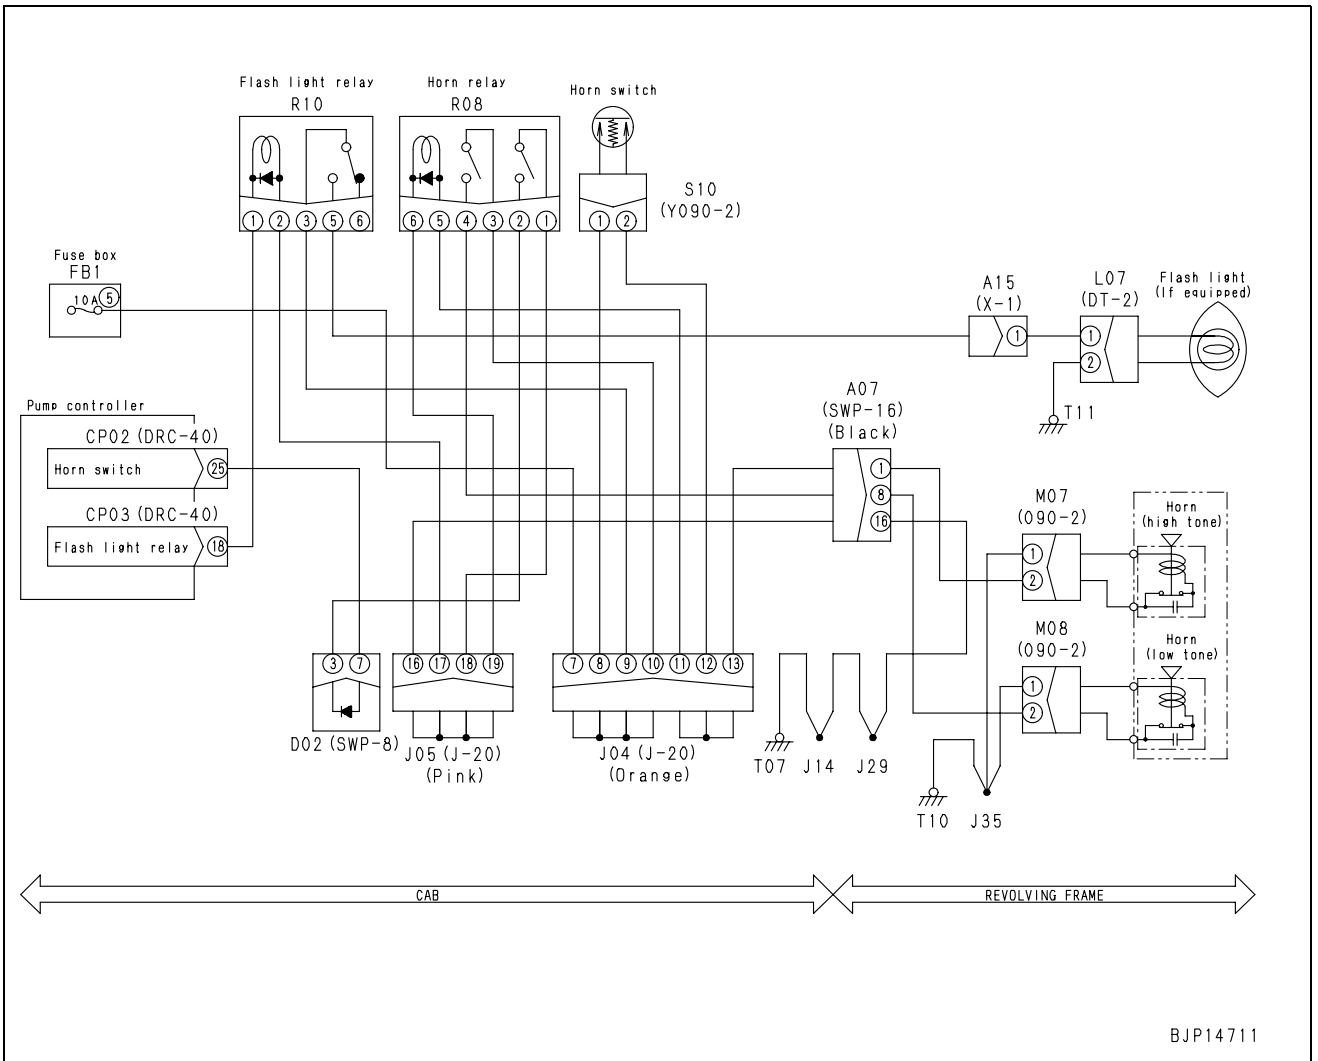 Flash light relay
R10
Horn relay
R08
Horn switch
1 2 3 5 6
6 5 4 3 2 1
1 2
S10
(Y090-2)
Fuse box
FB1
10A 5
A15
(X-1)
1
L07
(DT-2)
1
2
Flash light
(If equipped)
T11
Pump controller
CP02 (DRC-40)
Horn switch 25
CP03 (DRC-40)
Flash light relay 18
A07
(SWP-16)
(Black)
1
8
16
M07
(090-2)
1
2
Horn
(high tone)
M08
(090-2)
1
2
Horn
(low tone)
3 7
16 17 18 19
7 8 9 10 11 12 13
D02 (SWP-8)
J05 (J-20)
(Pink)
J04 (J-20)
(Orange)
T07 J14 J29
T10 J35
CAB
REVOLVING FRAME
BJP14711